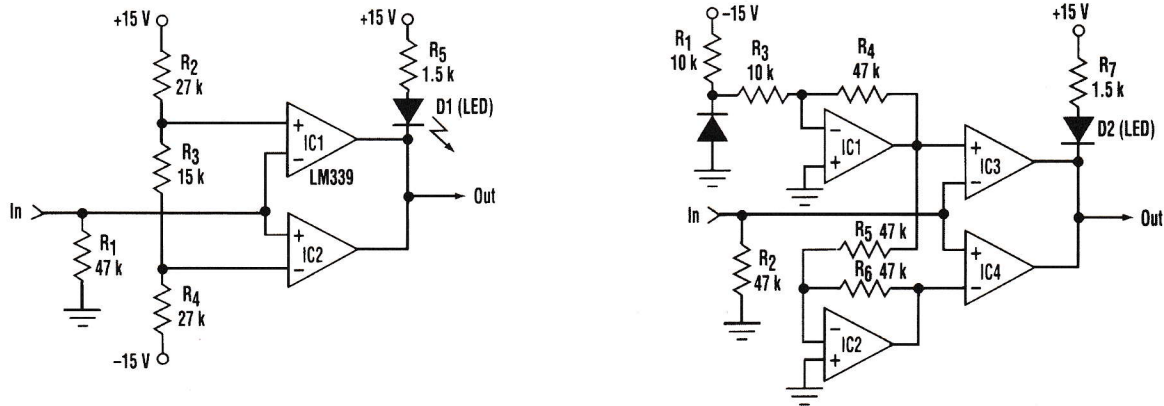 +15 V
R2
27 k
R3
15 k
In
R1
47 k
R4
27 k
–15 V
+
IC1
–
LM339
+
IC2
–
+15 V
R5
1.5 k
D1 (LED)
Out
–15 V
R1
10 k
R3
10 k
R4
47 k
–
IC1
+
In
R2
47 k
R5 47 k
R6 47 k
–
IC2
+
+
IC3
–
+
IC4
–
+15 V
R7
1.5 k
D2 (LED)
Out